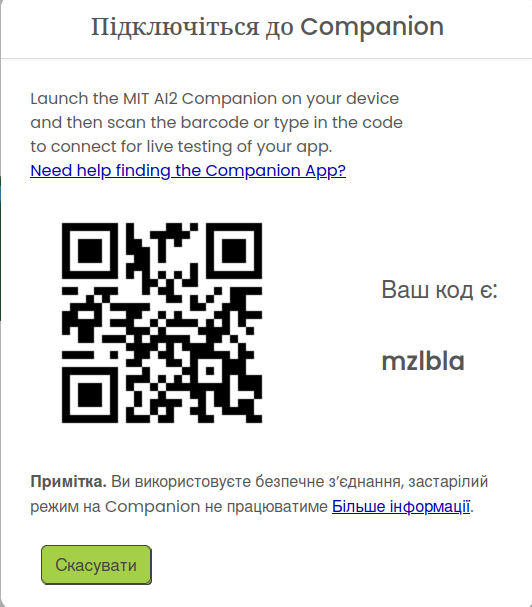 Підключіться до Companion
Launch the MIT AI2 Companion on your device
and then scan the barcode or type in the code
to connect for live testing of your app.
Need help finding the Companion App?
Ваш код є:
mzlbla
Примітка. Ви використовуєте безпечне з’єднання, застарілий
режим на Companion не працюватиме Більше інформації.
Скасувати